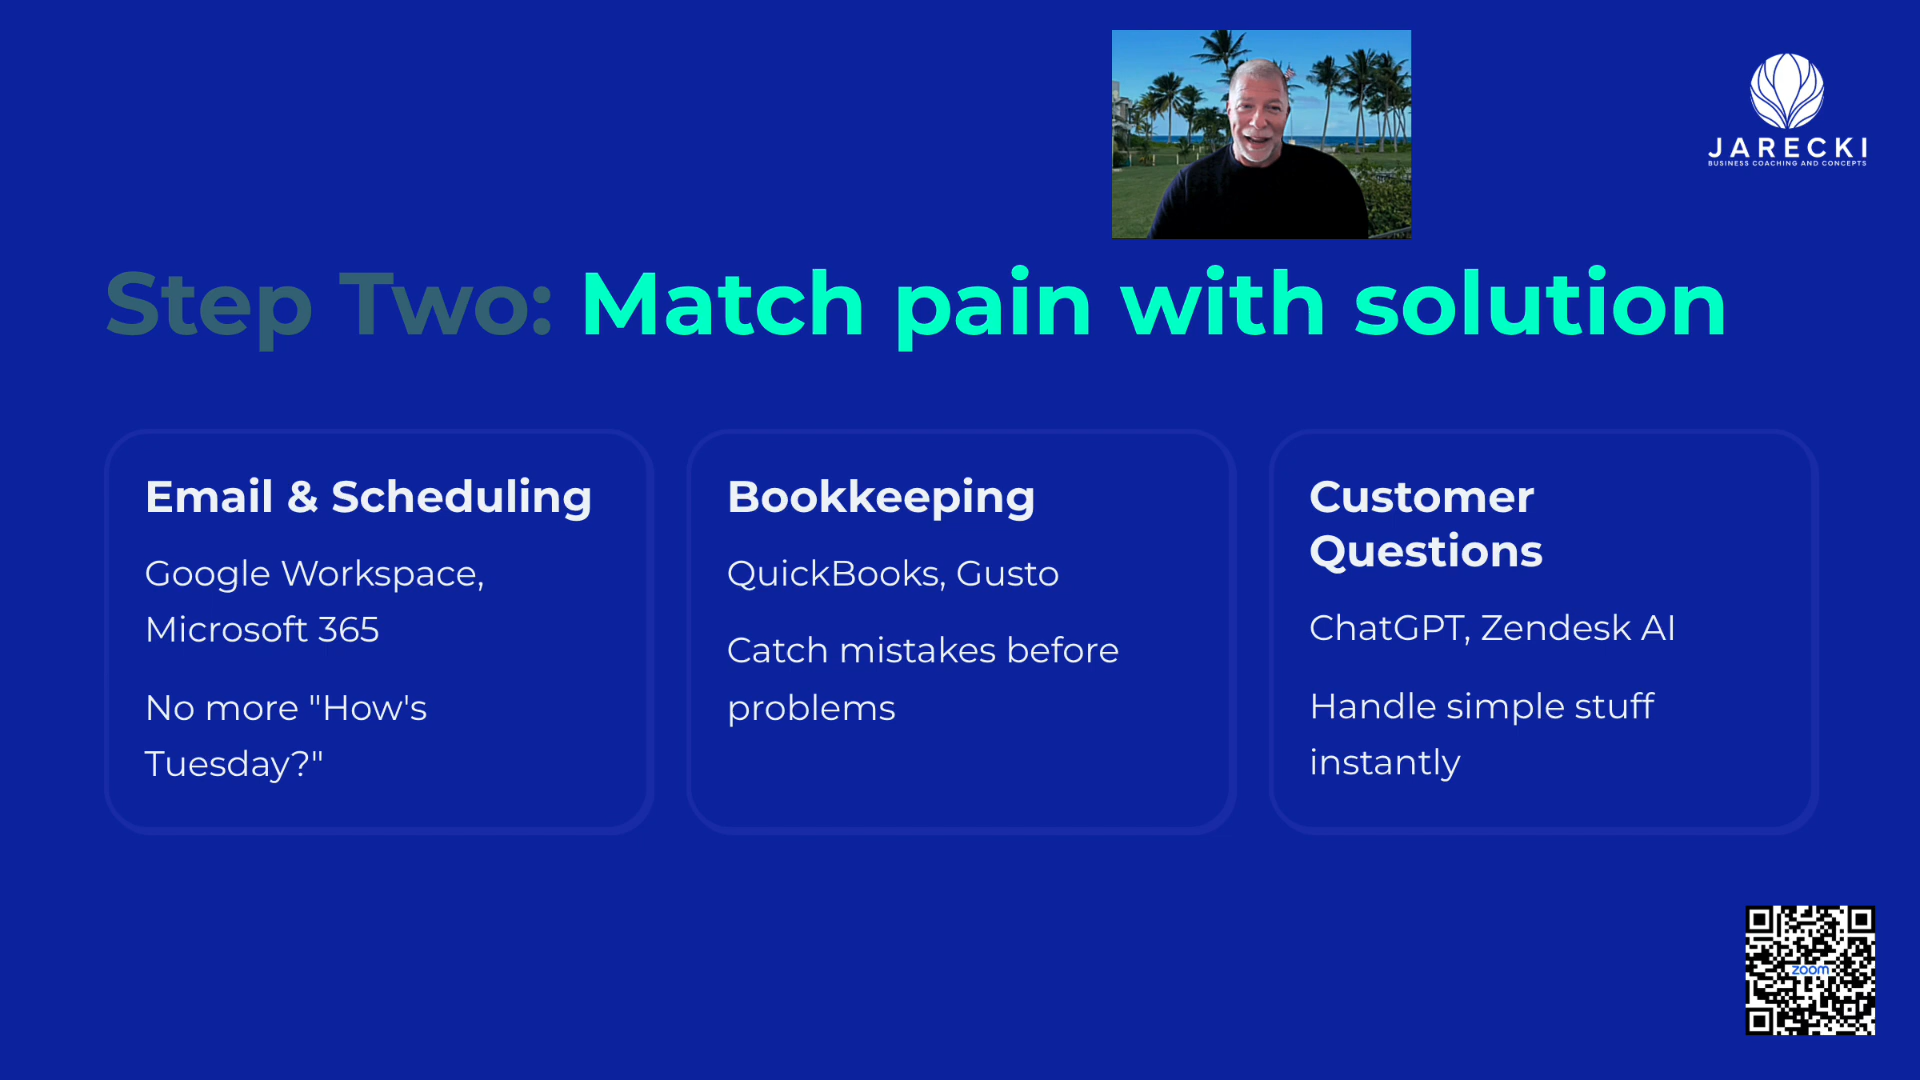 JARECKI
BUSINESS COACHING AND CONCEPTS
Step Two: Match pain with solution
Email & Scheduling
Google Workspace,
Microsoft 365
No more "How's
Tuesday?"
Bookkeeping
QuickBooks, Gusto
Catch mistakes before
problems
Customer
Questions
ChatGPT, Zendesk AI
Handle simple stuff
instantly
zoom